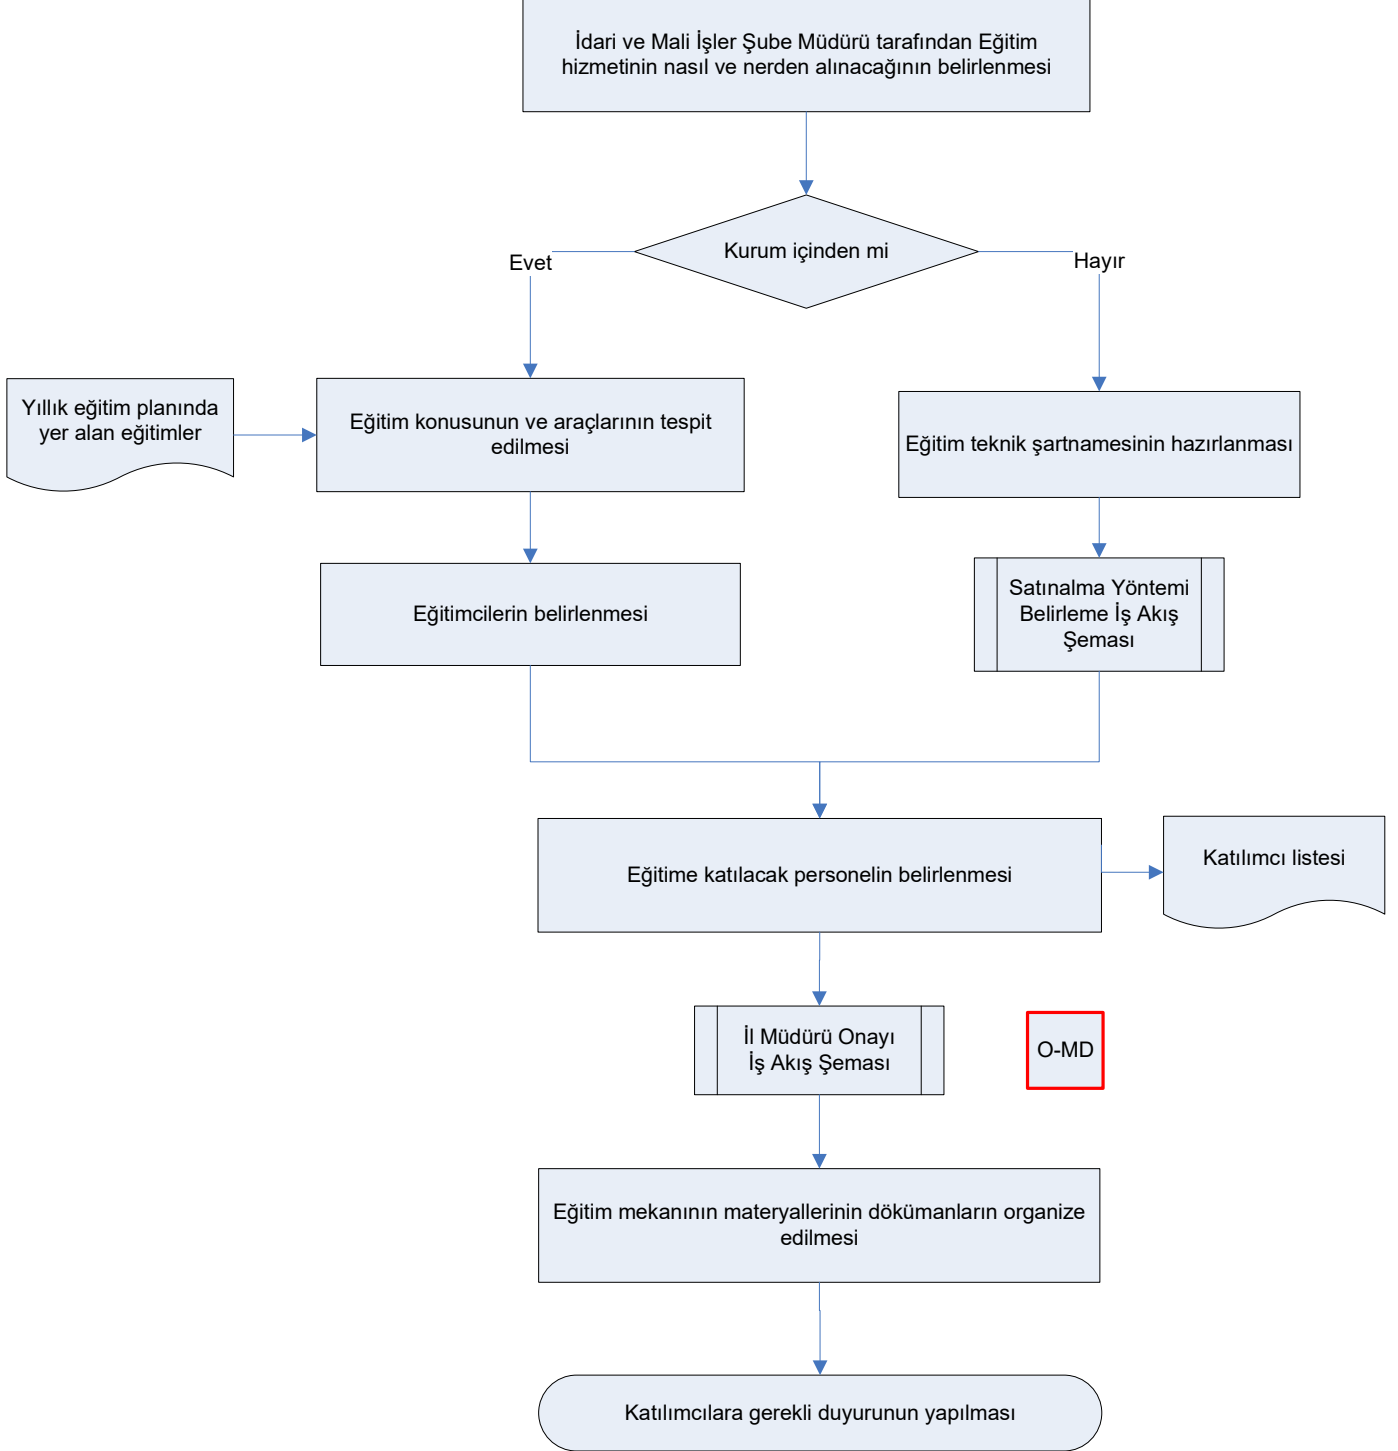 İdari ve Mali İşler Şube Müdürü tarafından Eğitim
hizmetinin nasıl ve nerden alınacağının belirlenmesi
Kurum içinden mi
Evet
Hayır
Yıllık eğitim planında
yer alan eğitimler
Eğitim konusunun ve araçlarının tespit
edilmesi
Eğitim teknik şartnamesinin hazırlanması
Eğitimcilerin belirlenmesi
Satınalma Yöntemi
Belirleme İş Akış
Şeması
Eğitime katılacak personelin belirlenmesi
Katılımcı listesi
İl Müdürü Onayı
İş Akış Şeması
O-MD
Eğitim mekanının materyallerinin dökümanların organize
edilmesi
Katılımcılara gerekli duyurunun yapılması